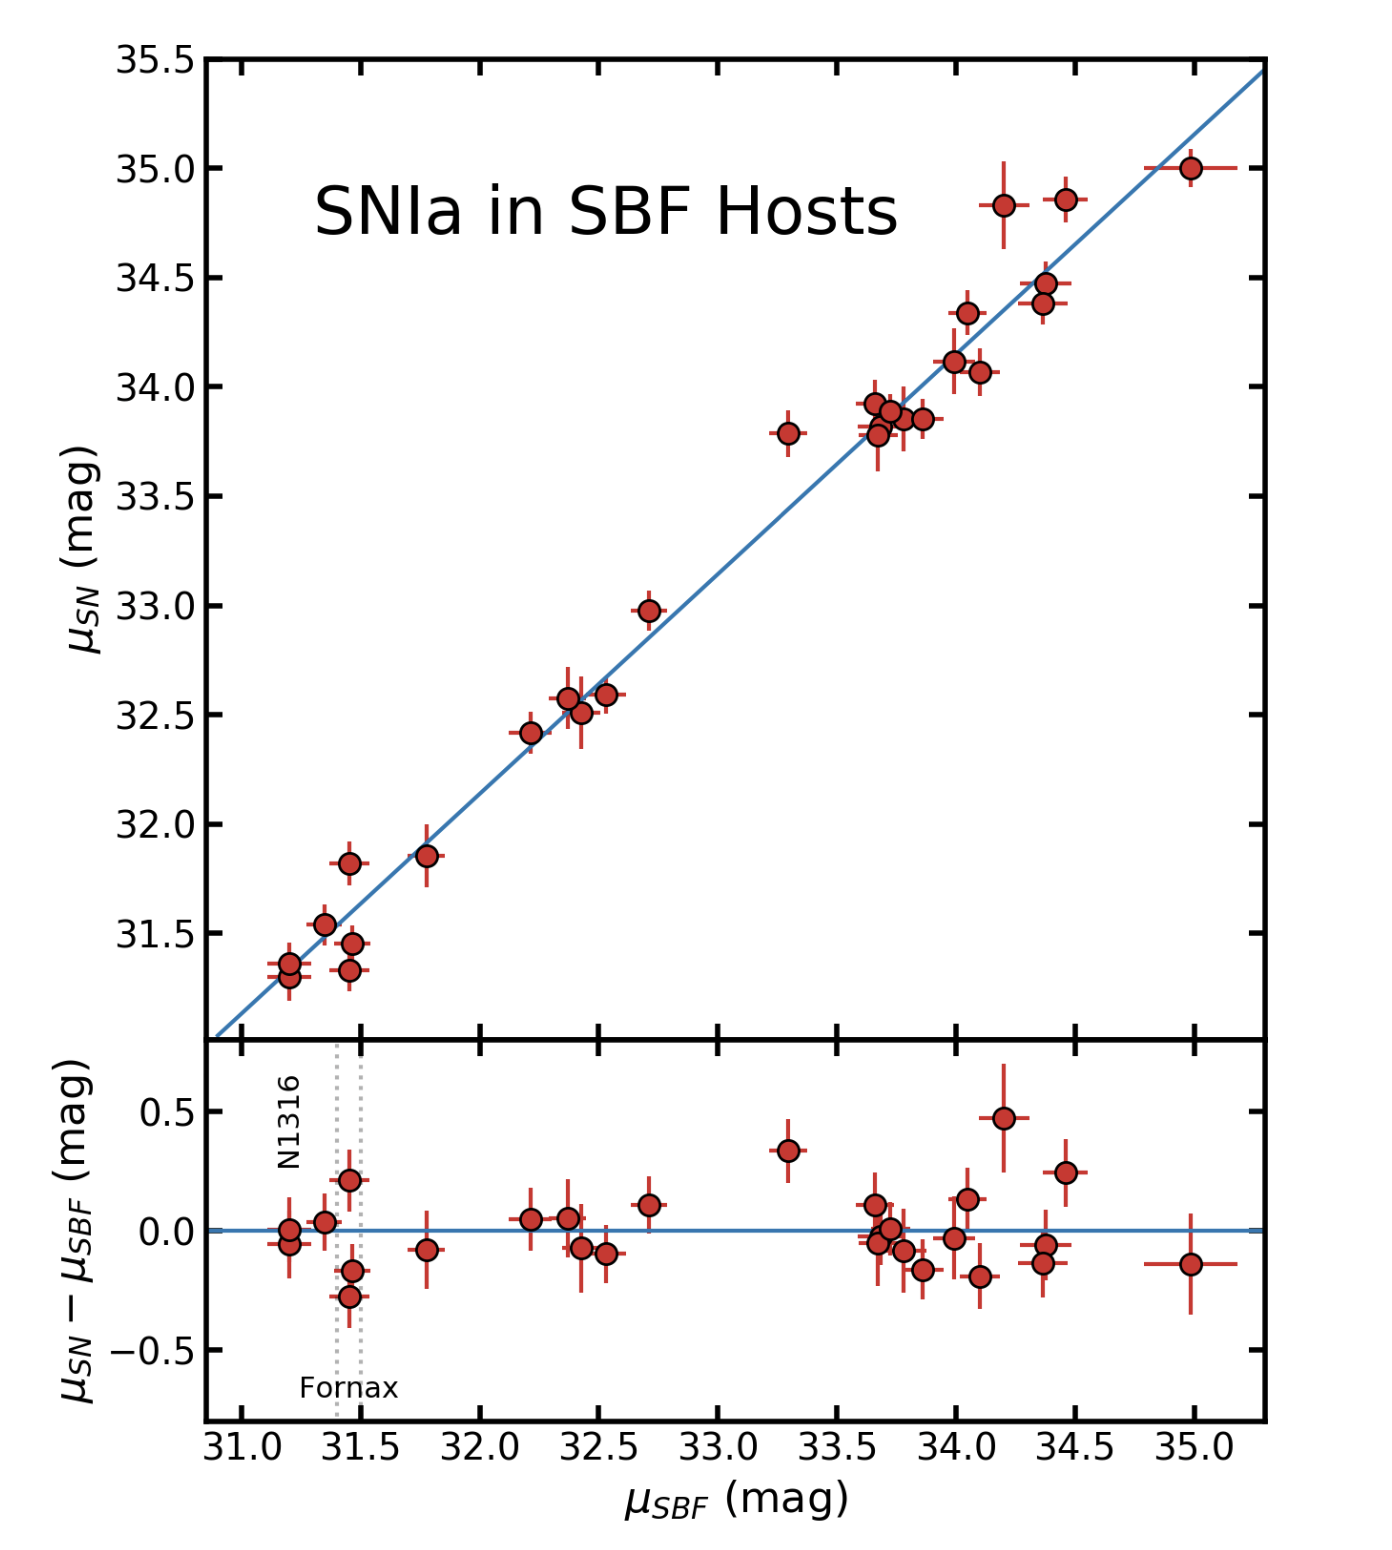 35.5
35.0
SNIa in SBF Hosts
34.5
34.0
33.5
33.0
32.5
32.0
31.5
μSN (mag)
N1316
0.5
0.0
−0.5
μSN − μSBF (mag)
Fornax
31.0 31.5 32.0 32.5 33.0 33.5 34.0 34.5 35.0
μSBF (mag)